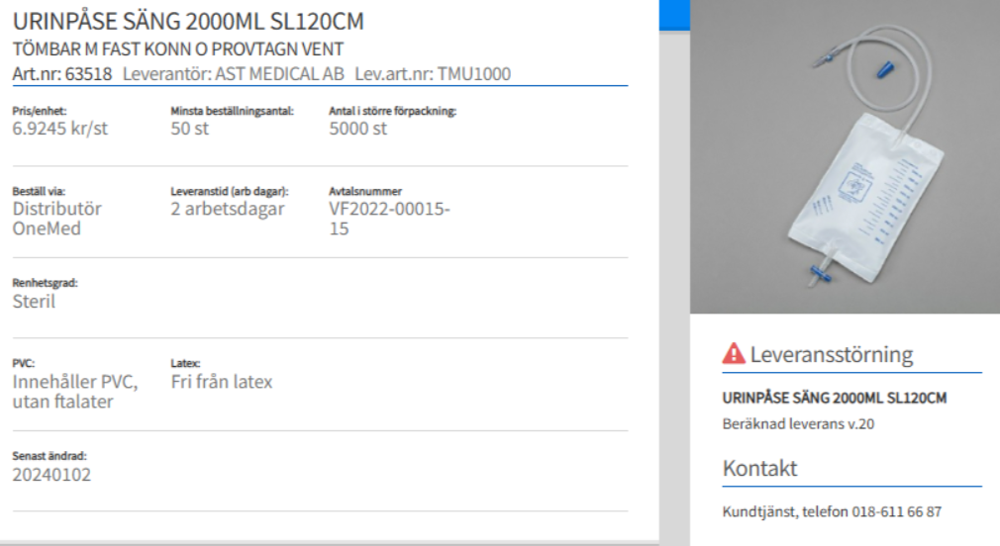 URINPÅSE SÄNG 2000ML SL120CM
TÖMBAR M FAST KONN O PROVTAGN VENT
Art.nr: 63518 Leverantör: AST MEDICAL AB Lev.art.nr: TMU1000
Pris/enhet:
6.9245 kr/st
Minsta beställningsantal:
50 st
Antal i större förpackning:
5000 st
Beställ via:
Distributör
OneMed
Leveranstid (arb dagar):
2 arbetsdagar
Avtalsnummer
VF2022-00015-
15
Renhetsgrad:
Steril
PVC:
Innehåller PVC,
utan ftalater
Latex:
Fri från latex
Senast ändrad:
20240102
Leveransstörning
URINPÅSE SÄNG 2000ML SL120CM
Beräknad leverans v.20
Kontakt
Kundtjänst, telefon 018-611 66 87